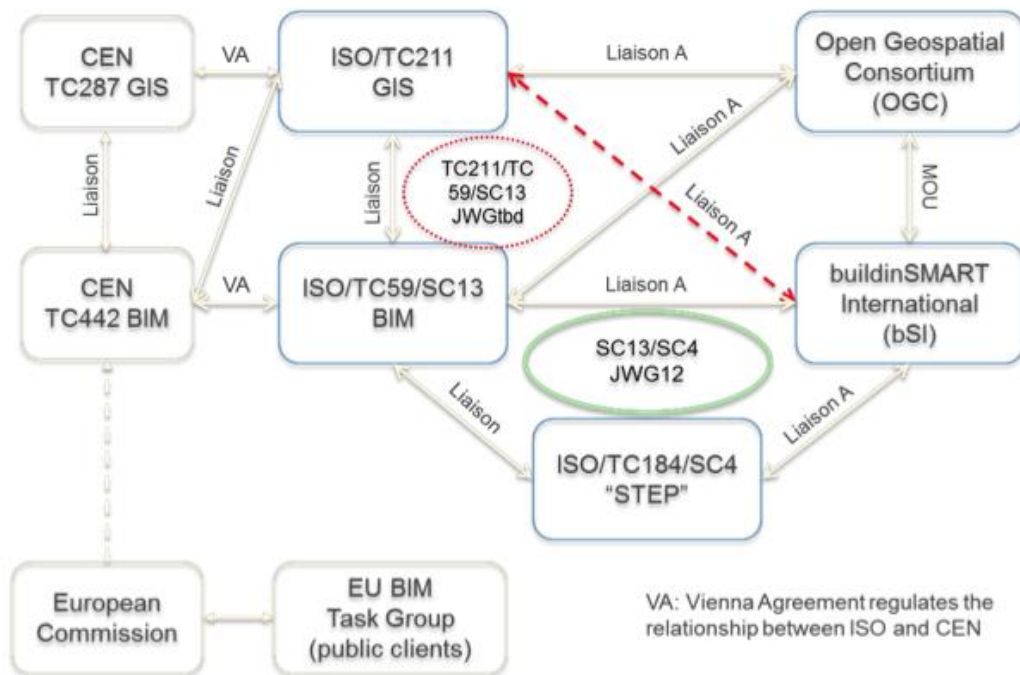 CEN
TC287 GIS
VA
ISO/TC211
GIS
Liaison A
Open Geospatial
Consortium
(OGC)
Liaison
Liaison
Liaison
TC211/TC
59/SC13
JWGtbd
Liaison A
Liaison A
MOU
CEN
TC442 BIM
VA
ISO/TC59/SC13
BIM
Liaison A
buildinSMART
International
(bSI)
SC13/SC4
JWG12
Liaison
Liaison A
ISO/TC184/SC4
“STEP”
European
Commission
EU BIM
Task Group
(public clients)
VA: Vienna Agreement regulates the
relationship between ISO and CEN